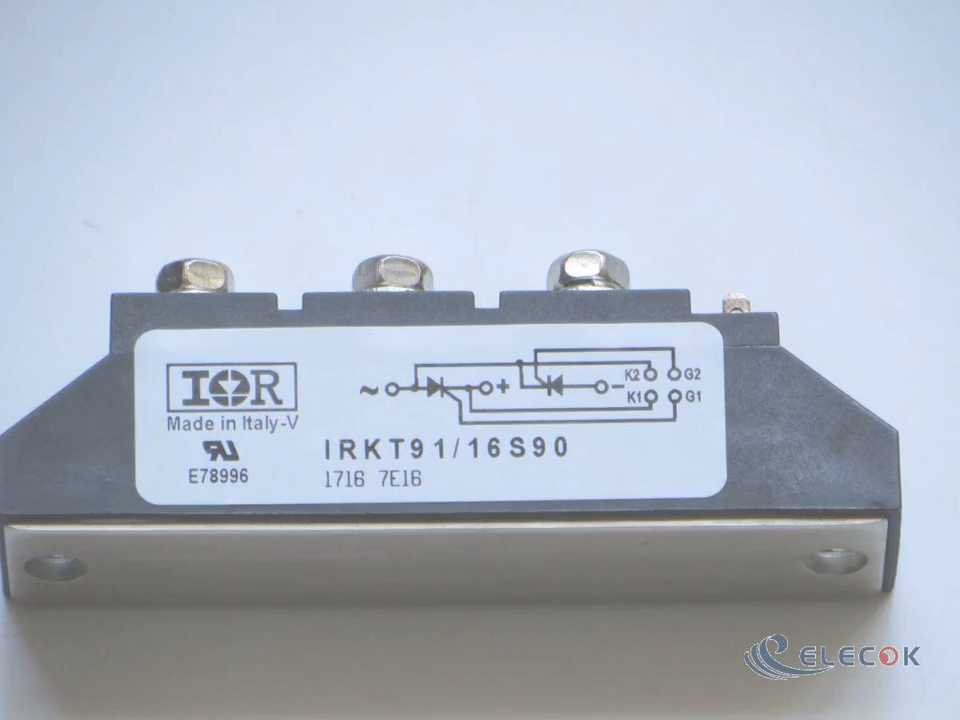 IOR
Made in Italy-V
E78996
~ + - K2 G2
K1 G1
IRKT91/16S90
1716 7E16
ELECOK